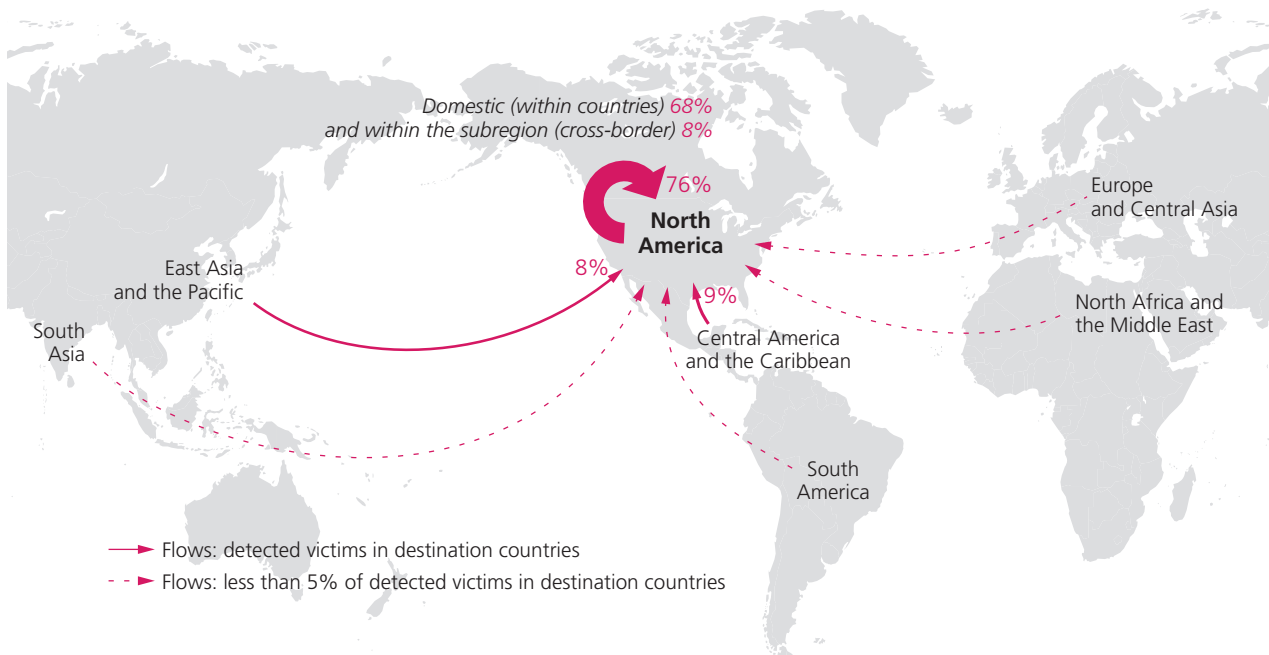 Domestic (within countries) 68%
and within the subregion (cross-border) 8%
76%
North
America
Europe
and Central Asia
8%
East Asia
and the Pacific
9%
North Africa and
the Middle East
South
Asia
Central America
and the Caribbean
South
America
Flows: detected victims in destination countries
Flows: less than 5% of detected victims in destination countries